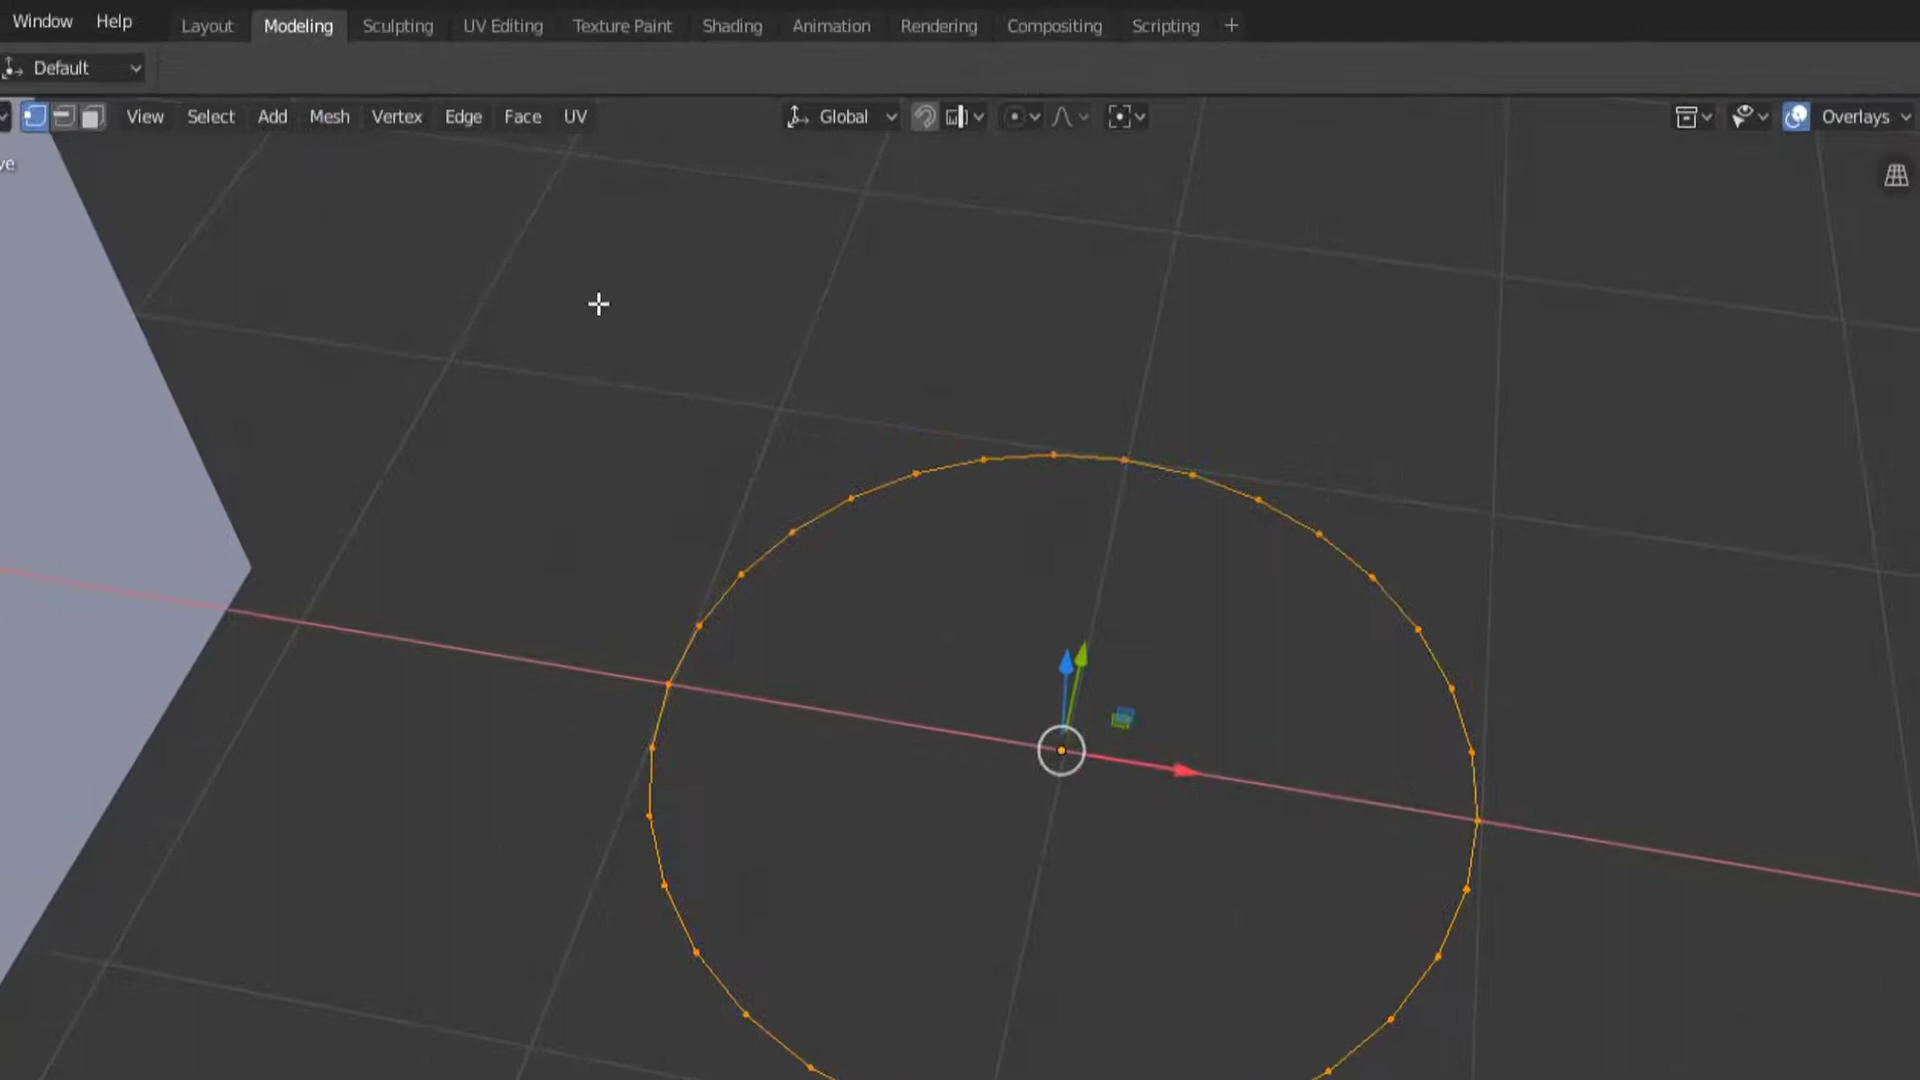 Window Help Layout Modeling Sculpting UV Editing Texture Paint Shading Animation Rendering Compositing Scripting +
Default
View Select Add Mesh Vertex Edge Face UV Global Overlays
ve